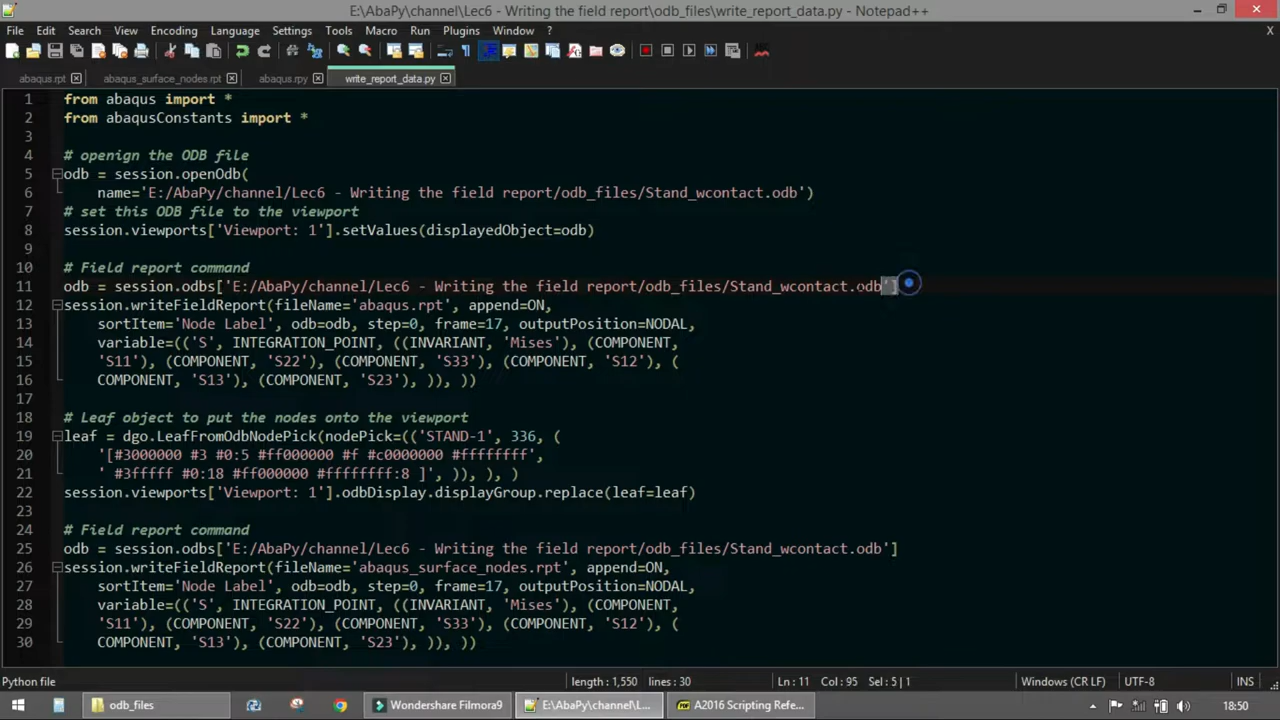 E:\AbaPy\channel\Lec6 - Writing the field report\odb_files\write_report_data.py - Notepad++
File Edit Search View Encoding Language Settings Tools Macro Run Plugins Window ? X
abaqus.rpt abaqus_surface_nodes.rpt abaqus.rpy write_report_data.py
1 from abaqus import *
2 from abaqusConstants import *
3
4 # openign the ODB file
5 odb = session.openOdb(
6 name='E:/AbaPy/channel/Lec6 - Writing the field report/odb_files/Stand_wcontact.odb')
7 # set this ODB file to the viewport
8 session.viewports['Viewport: 1'].setValues(displayedObject=odb)
9
10 # Field report command
11 odb = session.odbs['E:/AbaPy/channel/Lec6 - Writing the field report/odb_files/Stand_wcontact.odb']
12 session.writeFieldReport(fileName='abaqus.rpt', append=ON,
13 sortItem='Node Label', odb=odb, step=0, frame=17, outputPosition=NODAL,
14 variable=(('S', INTEGRATION_POINT, ((INVARIANT, 'Mises'), (COMPONENT,
15 'S11'), (COMPONENT, 'S22'), (COMPONENT, 'S33'), (COMPONENT, 'S12'), (
16 COMPONENT, 'S13'), (COMPONENT, 'S23'), )), ))
17
18 # Leaf object to put the nodes onto the viewport
19 leaf = dgo.LeafFromOdbNodePick(nodePick=(('STAND-1', 336, (
20 '[#3000000 #3 #0:5 #ff000000 #f #c0000000 #ffffffff',
21 ' #3fffff #0:18 #ff000000 #ffffffff:8 ]', )), ), )
22 session.viewports['Viewport: 1'].odbDisplay.displayGroup.replace(leaf=leaf)
23
24 # Field report command
25 odb = session.odbs['E:/AbaPy/channel/Lec6 - Writing the field report/odb_files/Stand_wcontact.odb']
26 session.writeFieldReport(fileName='abaqus_surface_nodes.rpt', append=ON,
27 sortItem='Node Label', odb=odb, step=0, frame=17, outputPosition=NODAL,
28 variable=(('S', INTEGRATION_POINT, ((INVARIANT, 'Mises'), (COMPONENT,
29 'S11'), (COMPONENT, 'S22'), (COMPONENT, 'S33'), (COMPONENT, 'S12'), (
30 COMPONENT, 'S13'), (COMPONENT, 'S23'), )), ))
Python file length : 1,550 lines : 30 Ln : 11 Col : 95 Sel : 5 | 1 Windows (CR LF) UTF-8 INS
odb_files Wondershare Filmora9 E:\AbaPy\channel\L... A2016 Scripting Refe... 18:50